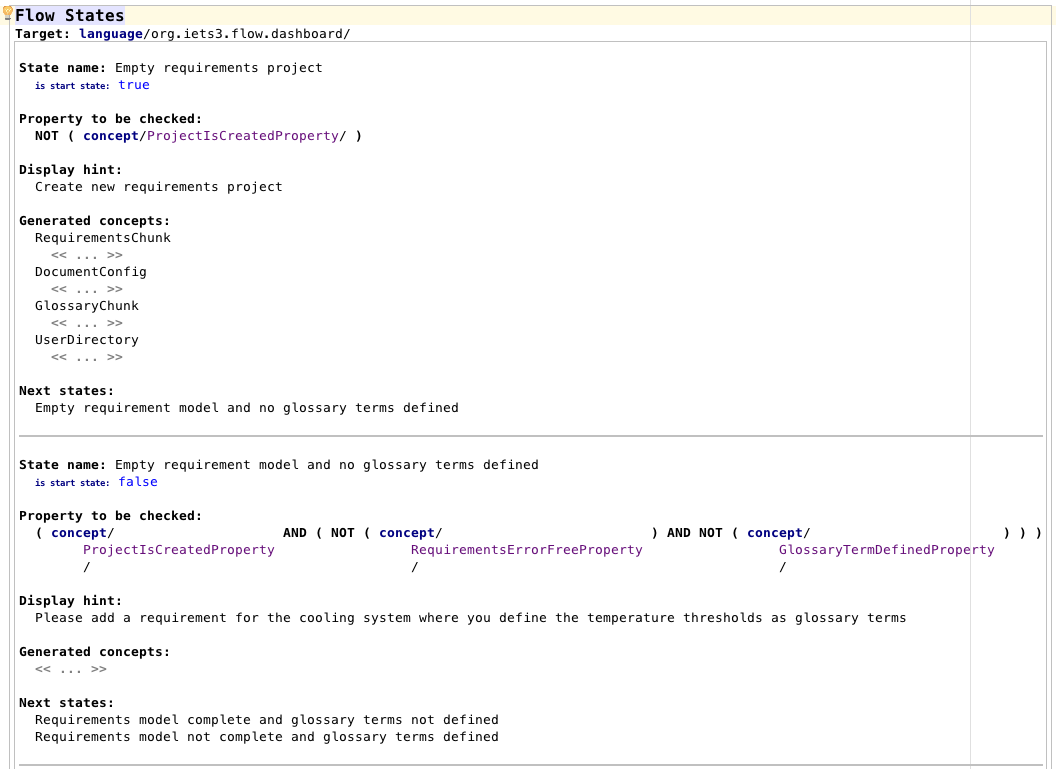 Flow States
Target: language/org.iets3.flow.dashboard/
State name: Empty requirements project
is start state: true
Property to be checked:
NOT ( concept/ProjectIsCreatedProperty/ )
Display hint:
Create new requirements project
Generated concepts:
RequirementsChunk
<< ... >>
DocumentConfig
<< ... >>
GlossaryChunk
<< ... >>
UserDirectory
<< ... >>
Next states:
Empty requirement model and no glossary terms defined
State name: Empty requirement model and no glossary terms defined
is start state: false
Property to be checked:
( concept/ AND ( NOT ( concept/ ) AND NOT ( concept/ ) ) )
ProjectIsCreatedProperty RequirementsErrorFreeProperty GlossaryTermDefinedProperty
/ / /
Display hint:
Please add a requirement for the cooling system where you define the temperature thresholds as glossary terms
Generated concepts:
<< ... >>
Next states:
Requirements model complete and glossary terms not defined
Requirements model not complete and glossary terms defined